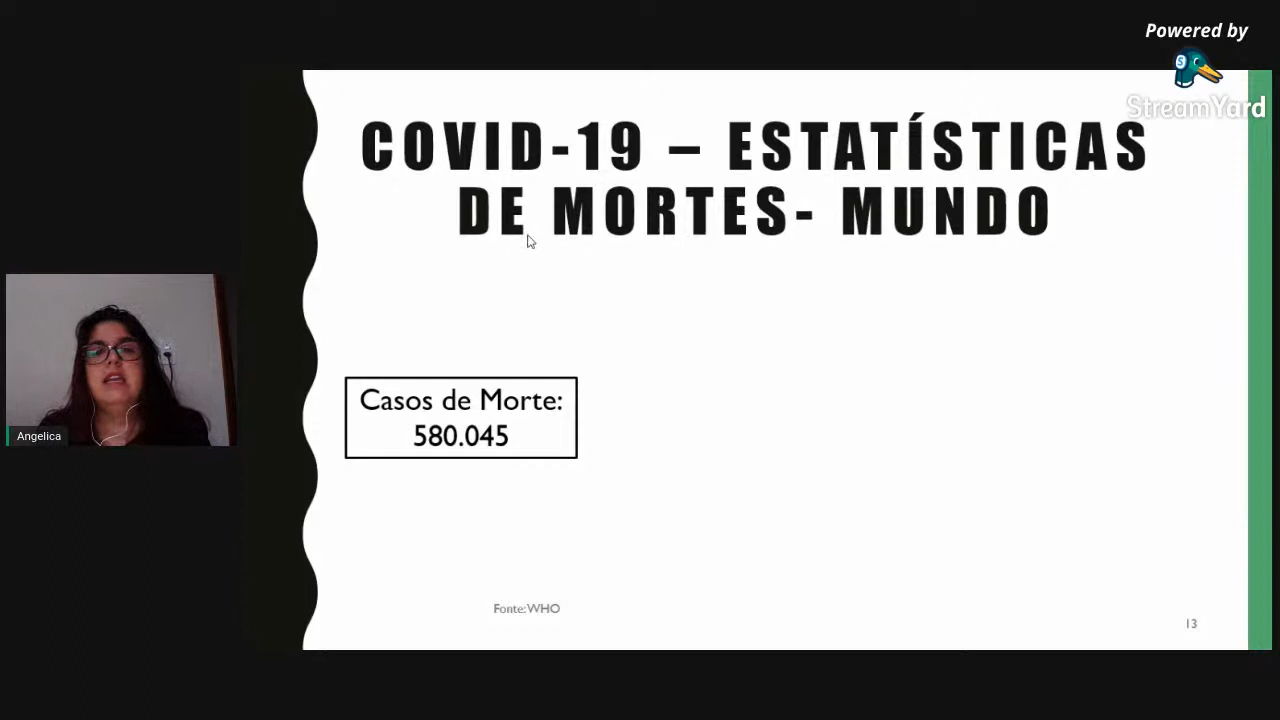 Powered by
StreamYard
COVID-19 – ESTATÍSTICAS
DE MORTES- MUNDO
Angelica
Casos de Morte:
580.045
Fonte:WHO
13